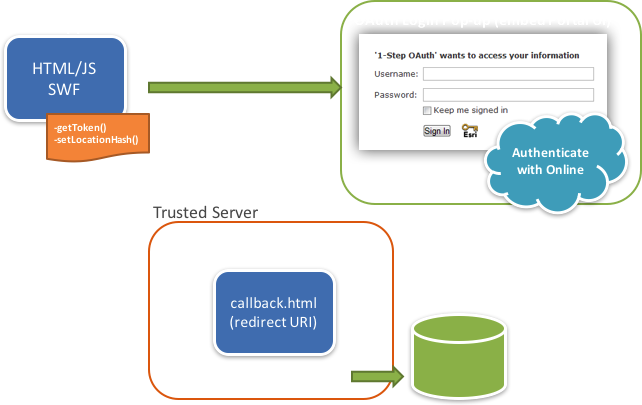 HTML/JS
SWF
-getToken()
-setLocationHash()
'1-Step OAuth' wants to access your information
Username:
Password:
Keep me signed in
Sign In
Esri
Authenticate
with Online
Trusted Server
callback.html
(redirect URI)